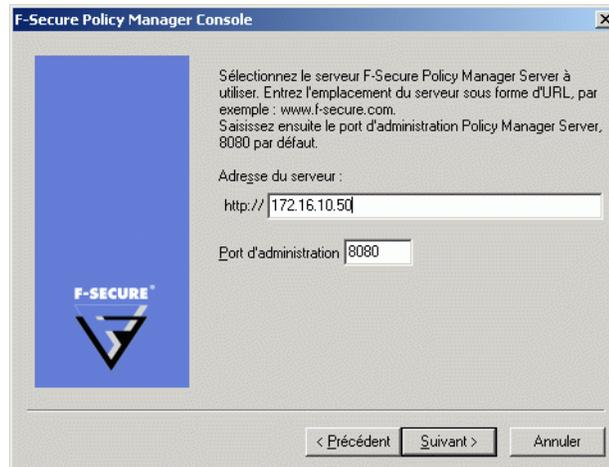 F-Secure Policy Manager Console
Sélectionnez le serveur F-Secure Policy Manager Server à
utiliser. Entrez l'emplacement du serveur sous forme d'URL, par
exemple : www.f-secure.com.
Saisissez ensuite le port d'administration Policy Manager Server,
8080 par défaut.
Adresse du serveur :
http:// 172.16.10.50
Port d'administration 8080
F-SECURE®
< Précédent Suivant > Annuler